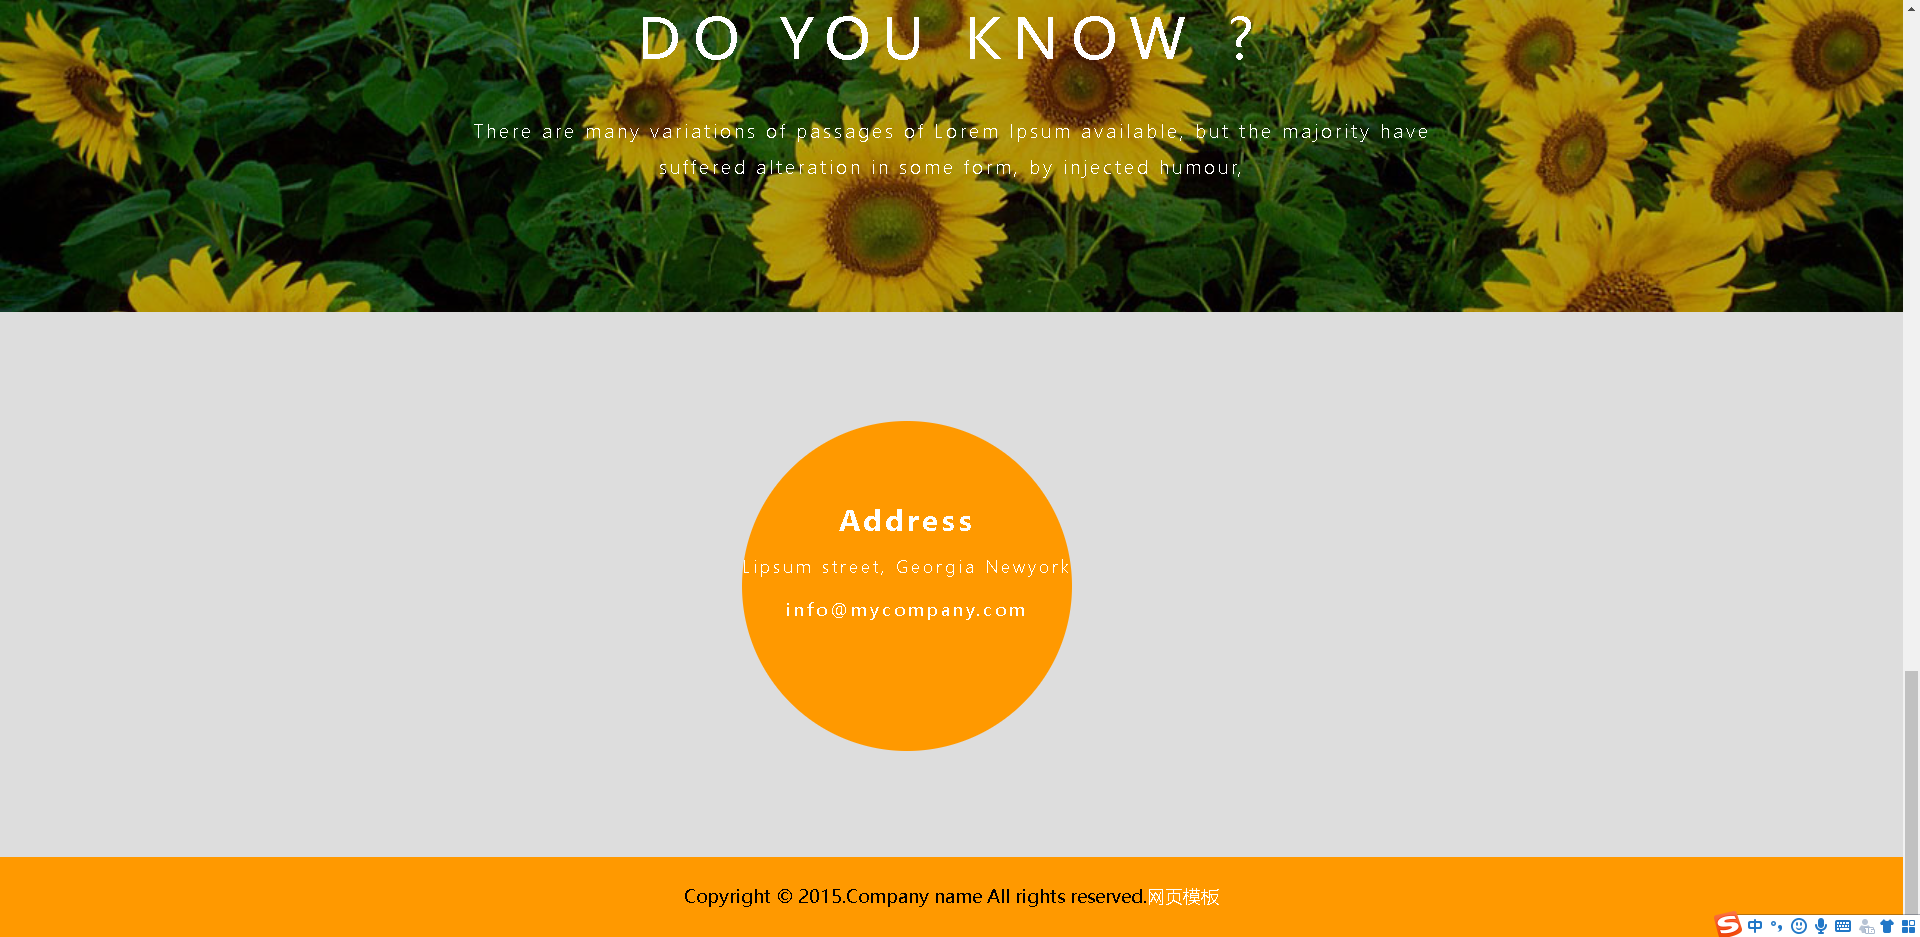 DO YOU KNOW ?
There are many variations of passages of Lorem Ipsum available, but the majority have
suffered alteration in some form, by injected humour,
Address
Lipsum street, Georgia Newyork
info@mycompany.com
Copyright © 2015.Company name All rights reserved.网页模板
中